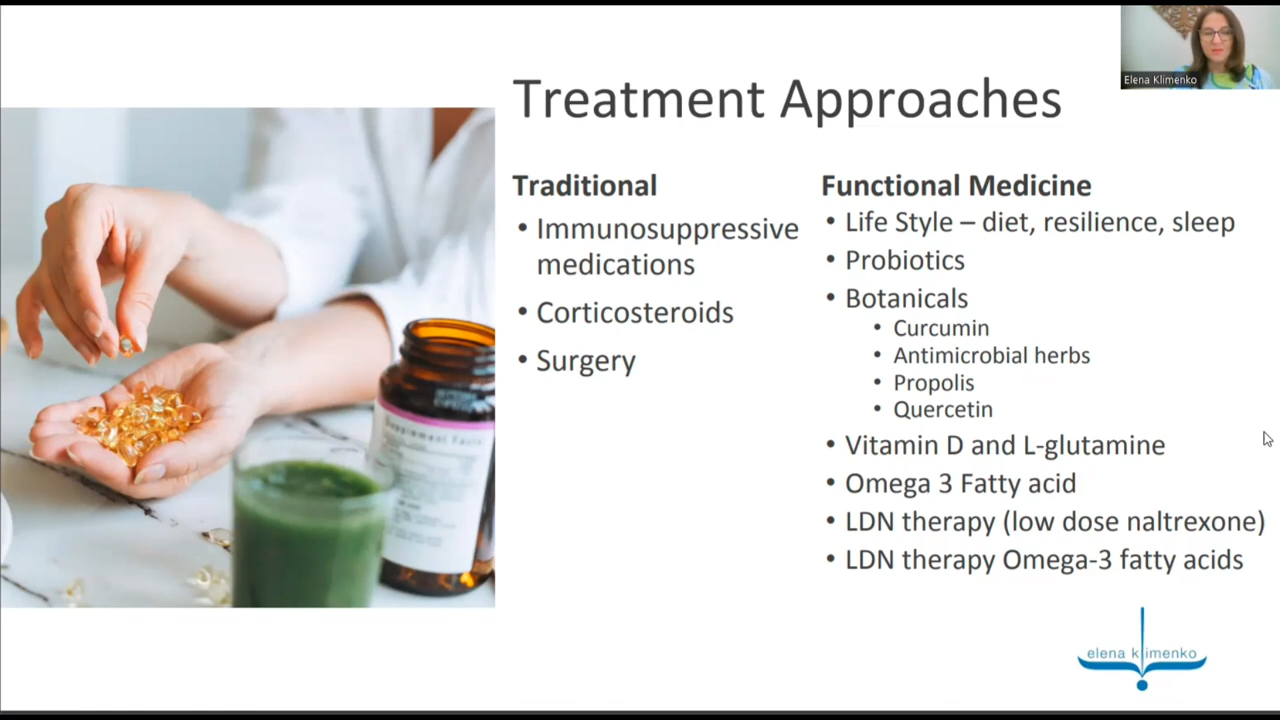 Elena Klimenko
Treatment Approaches
Traditional
• Immunosuppressive
medications
• Corticosteroids
• Surgery
Functional Medicine
• Life Style – diet, resilience, sleep
• Probiotics
• Botanicals
• Curcumin
• Antimicrobial herbs
• Propolis
• Quercetin
• Vitamin D and L-glutamine
• Omega 3 Fatty acid
• LDN therapy (low dose naltrexone)
• LDN therapy Omega-3 fatty acids
Supplement Facts
elena klimenko